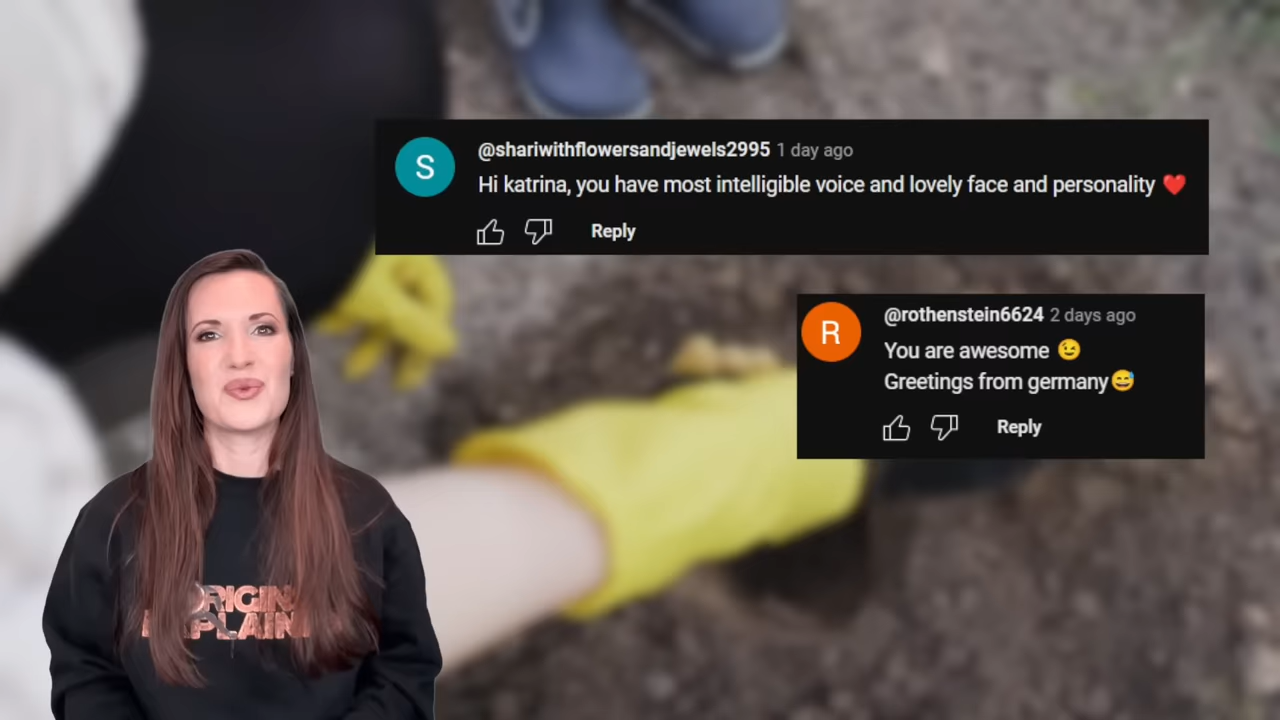 S
@shariwithflowersandjewels2995 1 day ago
Hi katrina, you have most intelligible voice and lovely face and personality ❤️
Reply
R
@rothenstein6624 2 days ago
You are awesome 😉
Greetings from germany😅
Reply